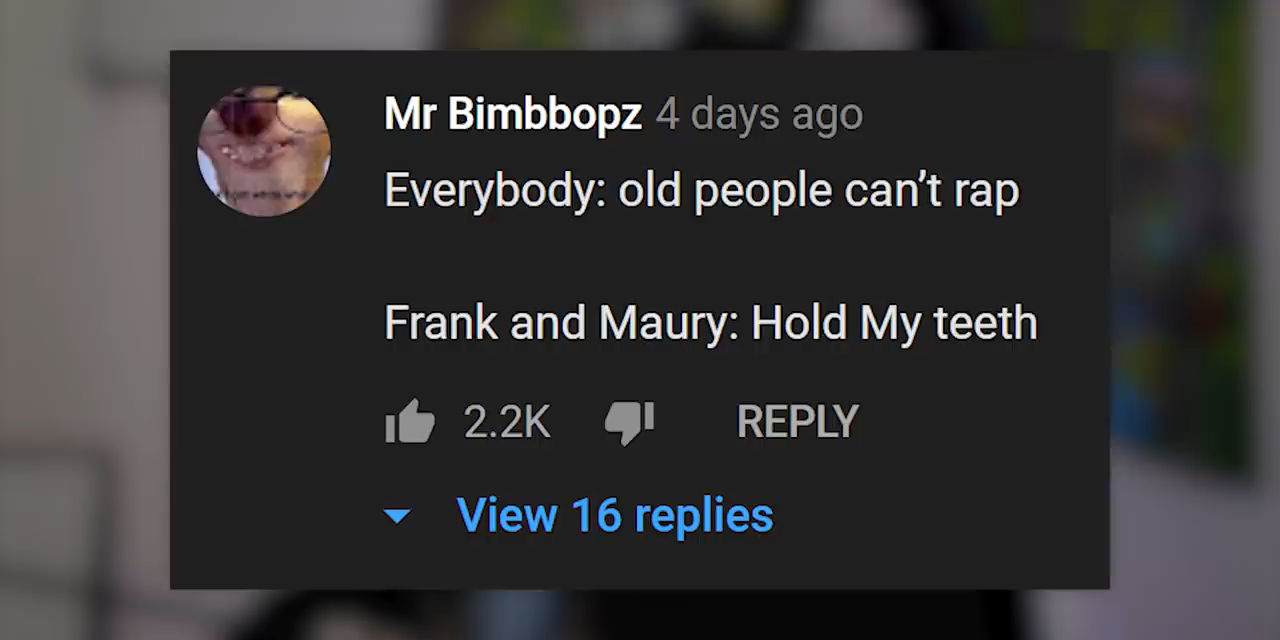 Mr Bimbbopz 4 days ago
Everybody: old people can’t rap
Frank and Maury: Hold My teeth
2.2K REPLY
View 16 replies